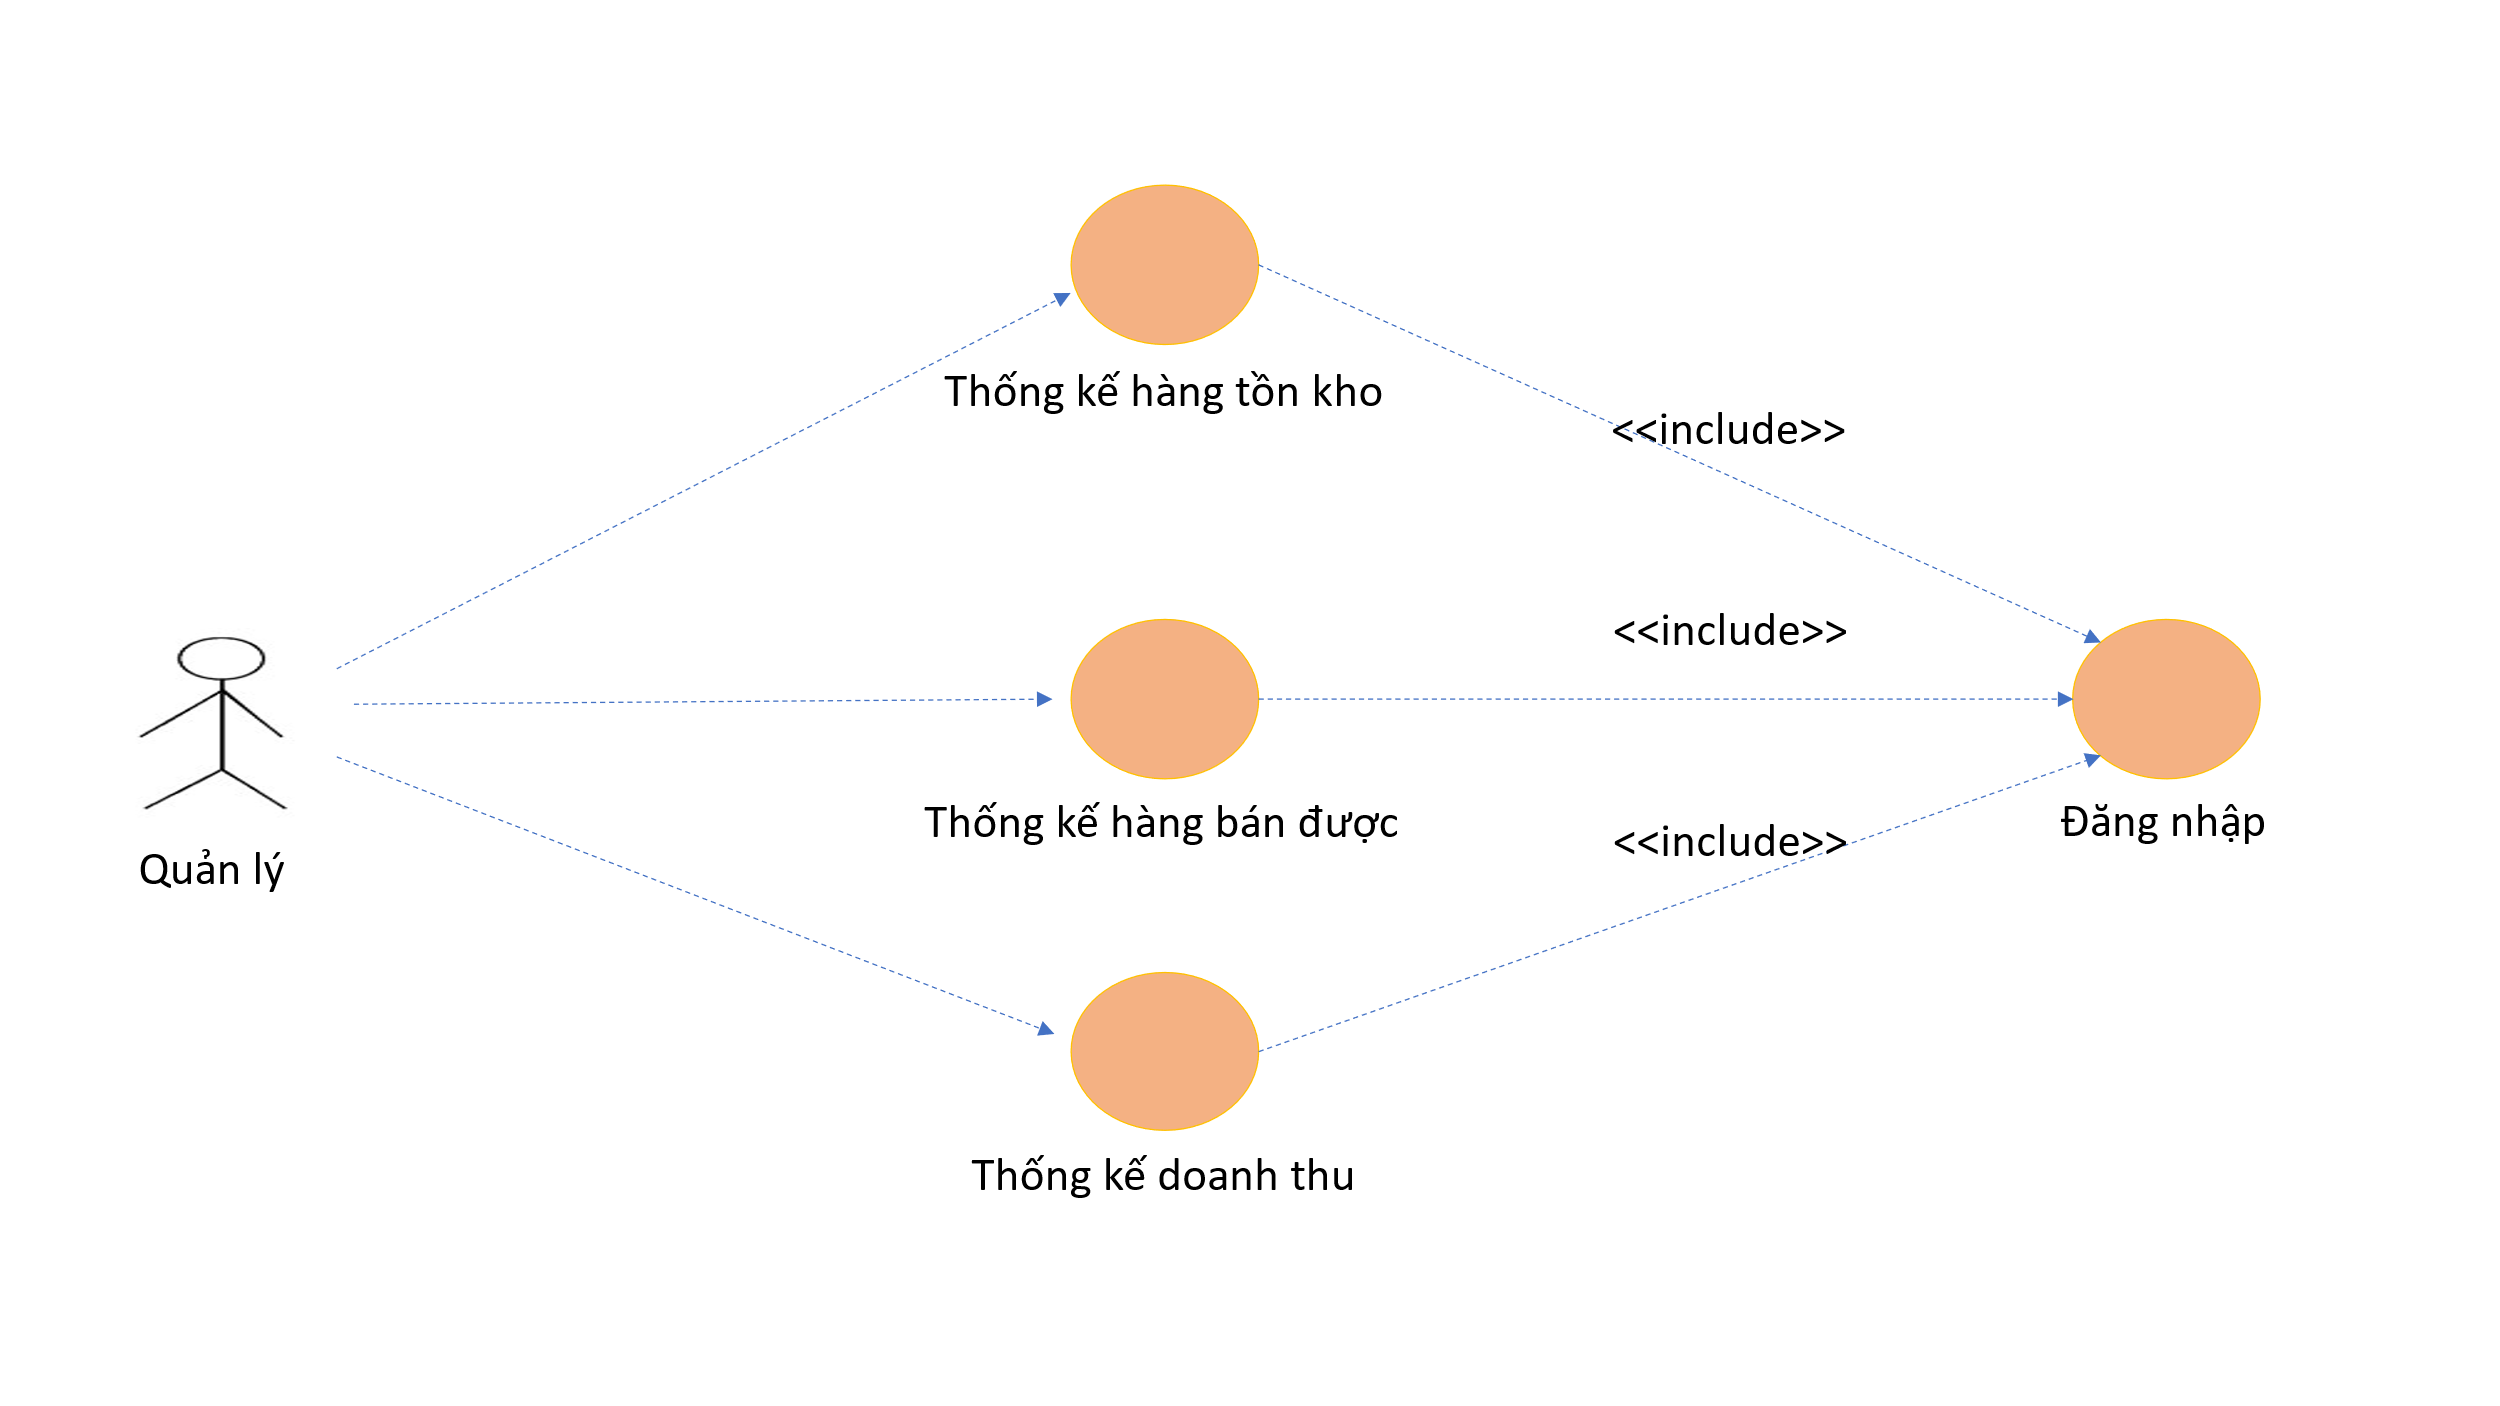 Thống kế hàng tồn kho
<<include>>
<<include>>
Thống kế hàng bán được
Đăng nhập
<<include>>
Quản lý
Thống kế doanh thu